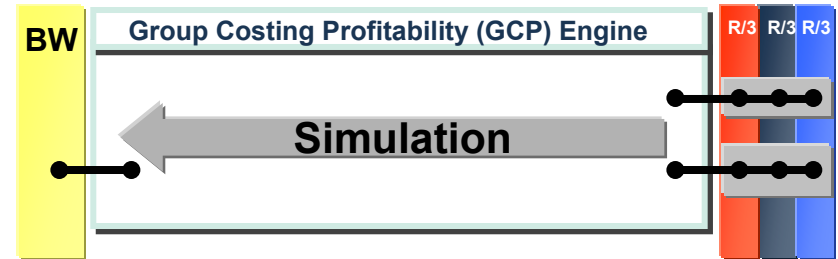 BW
Group Costing Profitability (GCP) Engine
R/3 R/3 R/3
Simulation